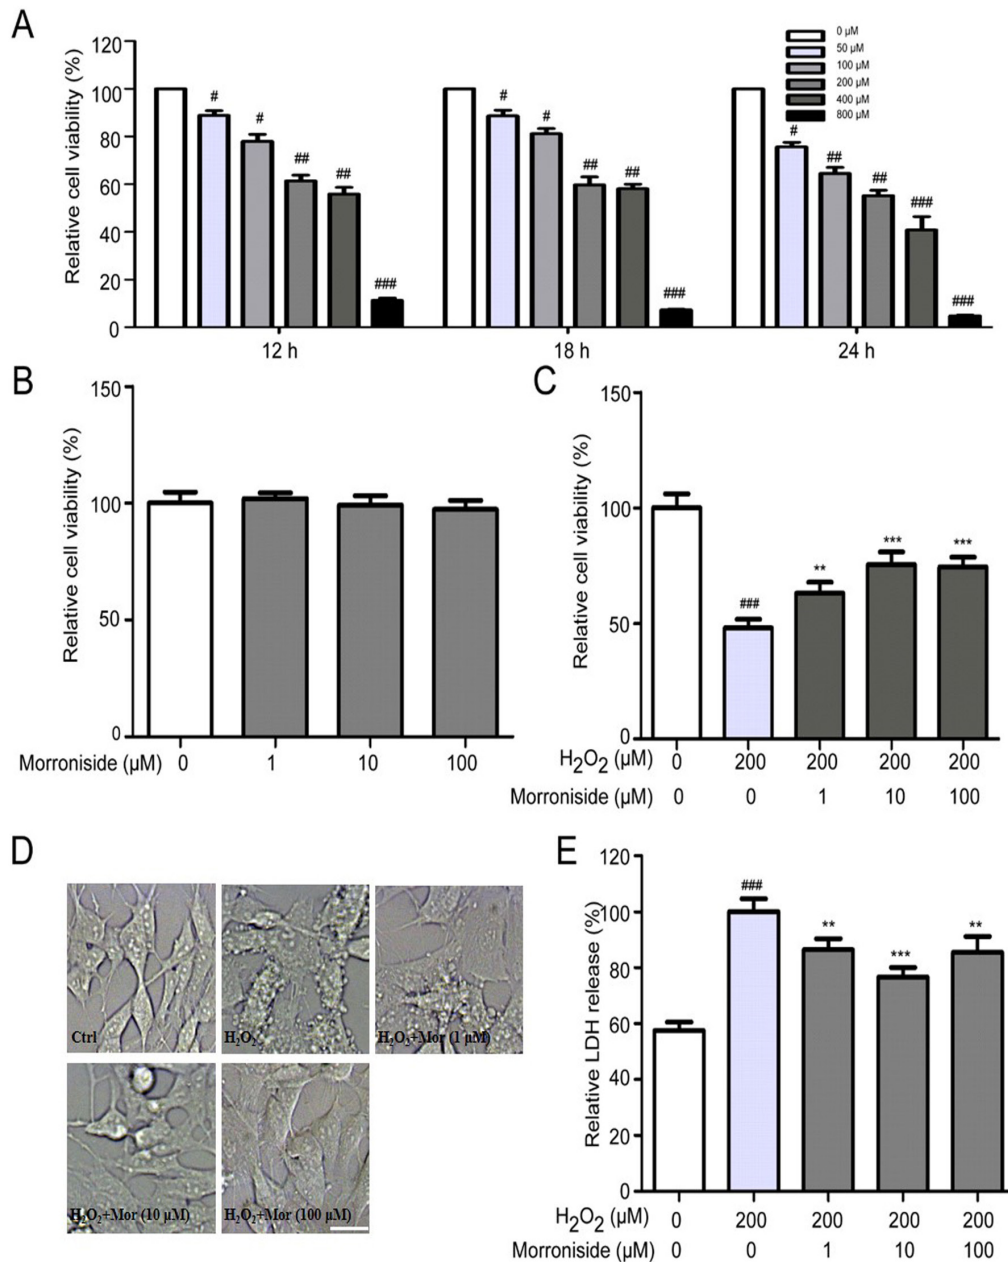 A
Relative cell viability (%)
120
100
80
60
40
20
0
0 µM
50 µM
100 µM
200 µM
400 µM
800 µM
# # ## ## ###
# # ## ## ###
# ## ## ### ###
12 h 18 h 24 h
B
Relative cell viability (%)
150
100
50
0
Morroniside (µM) 0 1 10 100
C
Relative cell viability (%)
150
100
50
0
### ** *** ***
H₂O₂ (µM) 0 200 200 200 200
Morroniside (µM) 0 0 1 10 100
D
Ctrl
H₂O₂
H₂O₂+Mor (1 µM)
H₂O₂+Mor (10 µM)
H₂O₂+Mor (100 µM)
E
Relative LDH release (%)
120
100
80
60
40
20
0
### ** *** **
H₂O₂ (µM) 0 200 200 200 200
Morroniside (µM) 0 0 1 10 100